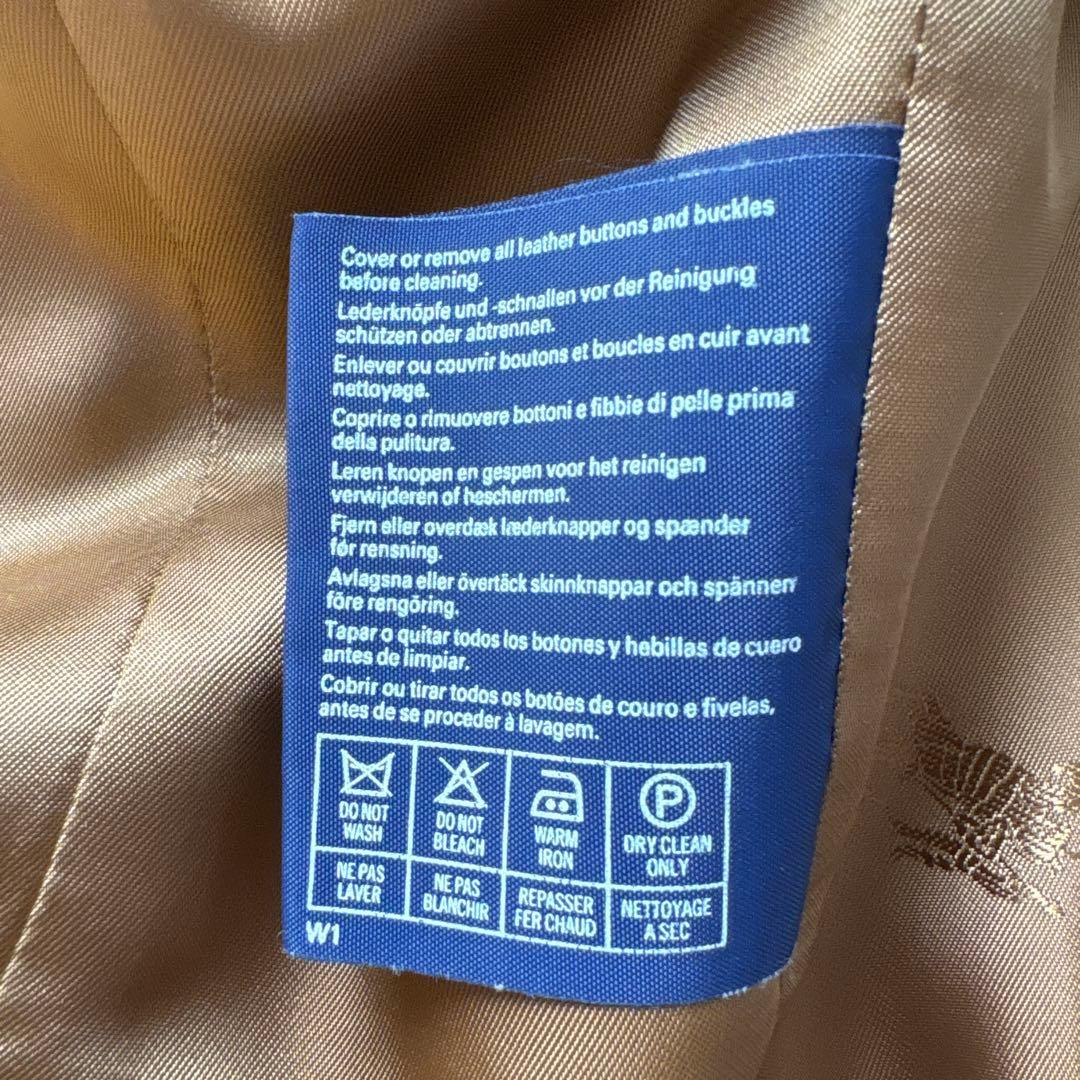 Cover or remove all leather buttons and buckles
before cleaning.
Lederknöpfe und -schnallen vor der Reinigung
schützen oder abtrennen.
Enlever ou couvrir boutons et boucles en cuir avant
nettoyage.
Coprire o rimuovere bottoni e fibbie di pelle prima
della pulitura.
Leren knopen en gespen voor het reinigen
verwijderen of beschermen.
Fjern eller overdæk læderknapper og spænder
för rensning.
Avlagsna eller övertäck skinnknappar och spännen
före rengöring.
Tapar o quitar todos los botones y hebillas de cuero
antes de limpiar.
Cobrir ou tirar todos os botões de couro e fivelas,
antes de se proceder à lavagem.
DO NOT
WASH
DO NOT
BLEACH
WARM
IRON
P
DRY CLEAN
ONLY
NE PAS
LAVER
NE PAS
BLANCHIR
REPASSER
FER CHAUD
NETTOYAGE
A SEC
W1